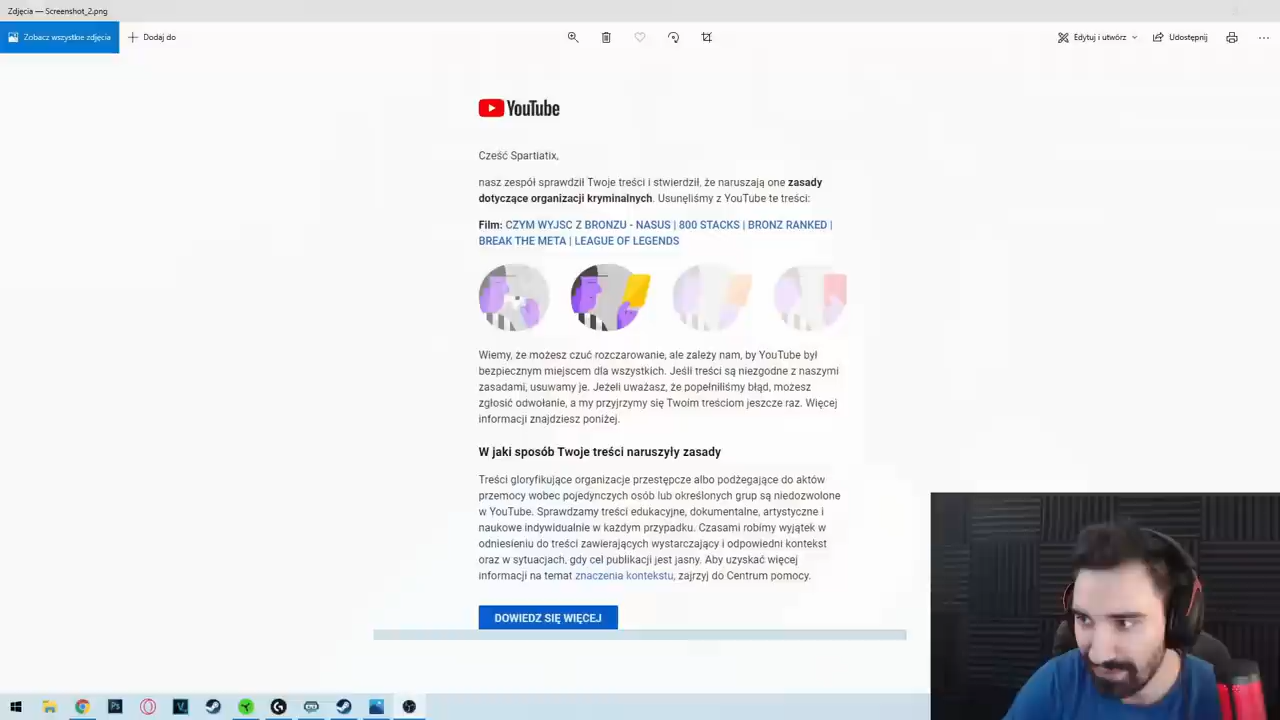 Zdjęcia — Screenshot_2.png
Zobacz wszystkie zdjęcia
Dodaj do
Edytuj i utwórz
Udostępnij
YouTube
Cześć Spartiatix,
nasz zespół sprawdził Twoje treści i stwierdził, że naruszają one zasady
dotyczące organizacji kryminalnych. Usunęliśmy z YouTube te treści:
Film: CZYM WYJSC Z BRONZU - NASUS | 800 STACKS | BRONZ RANKED |
BREAK THE META | LEAGUE OF LEGENDS
Wiemy, że możesz czuć rozczarowanie, ale zależy nam, by YouTube był
bezpiecznym miejscem dla wszystkich. Jeśli treści są niezgodne z naszymi
zasadami, usuwamy je. Jeżeli uważasz, że popełniliśmy błąd, możesz
zgłosić odwołanie, a my przyjrzymy się Twoim treściom jeszcze raz. Więcej
informacji znajdziesz poniżej.
W jaki sposób Twoje treści naruszyły zasady
Treści gloryfikujące organizacje przestępcze albo podżegające do aktów
przemocy wobec pojedynczych osób lub określonych grup są niedozwolone
w YouTube. Sprawdzamy treści edukacyjne, dokumentalne, artystyczne i
naukowe indywidualnie w każdym przypadku. Czasami robimy wyjątek w
odniesieniu do treści zawierających wystarczający i odpowiedni kontekst
oraz w sytuacjach, gdy cel publikacji jest jasny. Aby uzyskać więcej
informacji na temat znaczenia kontekstu, zajrzyj do Centrum pomocy.
DOWIEDZ SIĘ WIĘCEJ
Ps